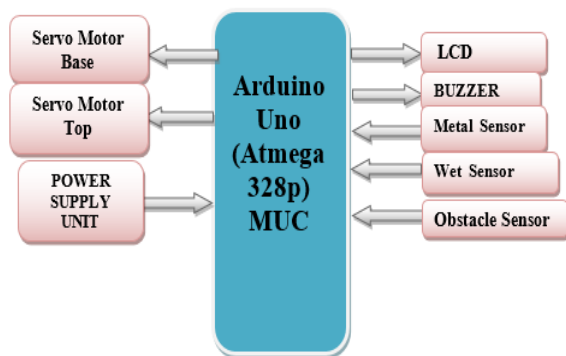 Servo Motor
Base
Servo Motor
Top
POWER
SUPPLY
UNIT
Arduino
Uno
(Atmega
328p)
MUC
LCD
BUZZER
Metal Sensor
Wet Sensor
Obstacle Sensor